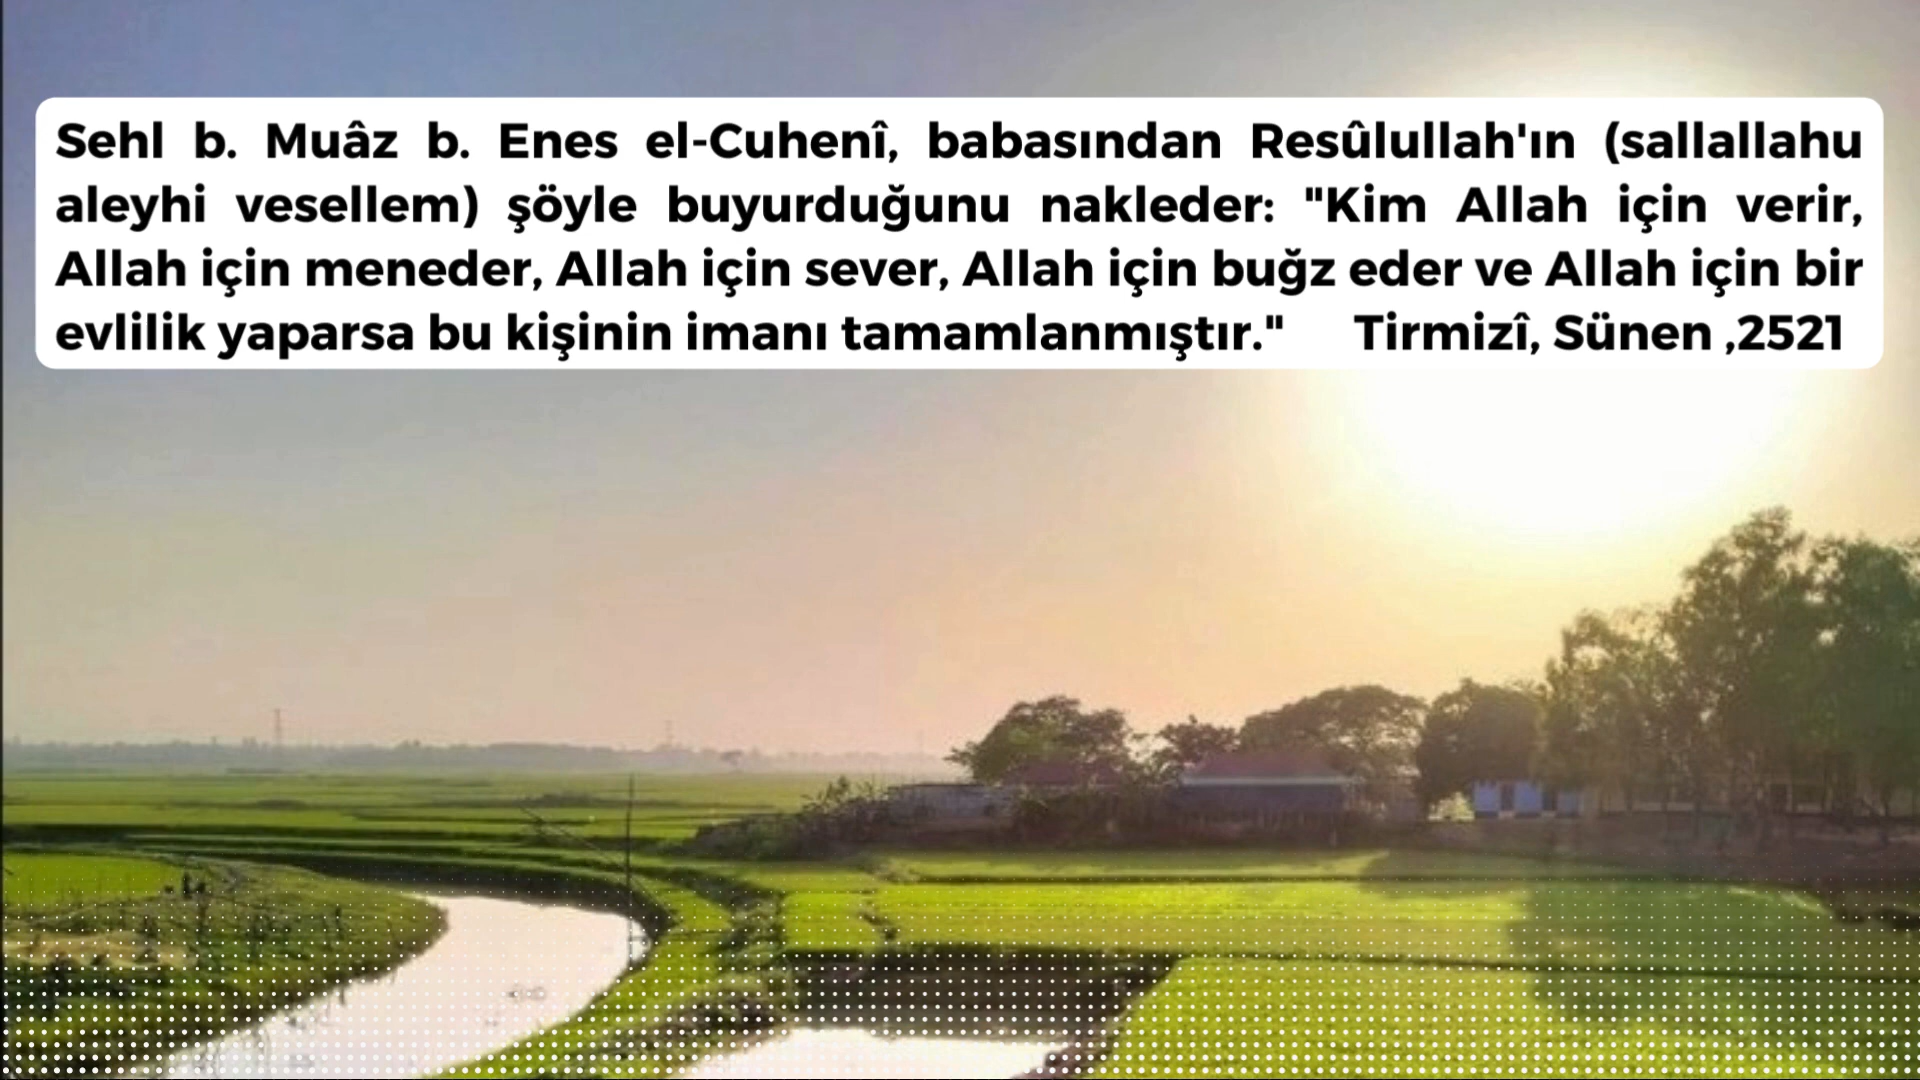 Sehl b. Muâz b. Enes el-Cuhenî, babasından Resûlullah'ın (sallallahu
aleyhi vesellem) şöyle buyurduğunu nakleder: "Kim Allah için verir,
Allah için meneder, Allah için sever, Allah için buğz eder ve Allah için bir
evlilik yaparsa bu kişinin imanı tamamlanmıştır." Tirmizî, Sünen ,2521